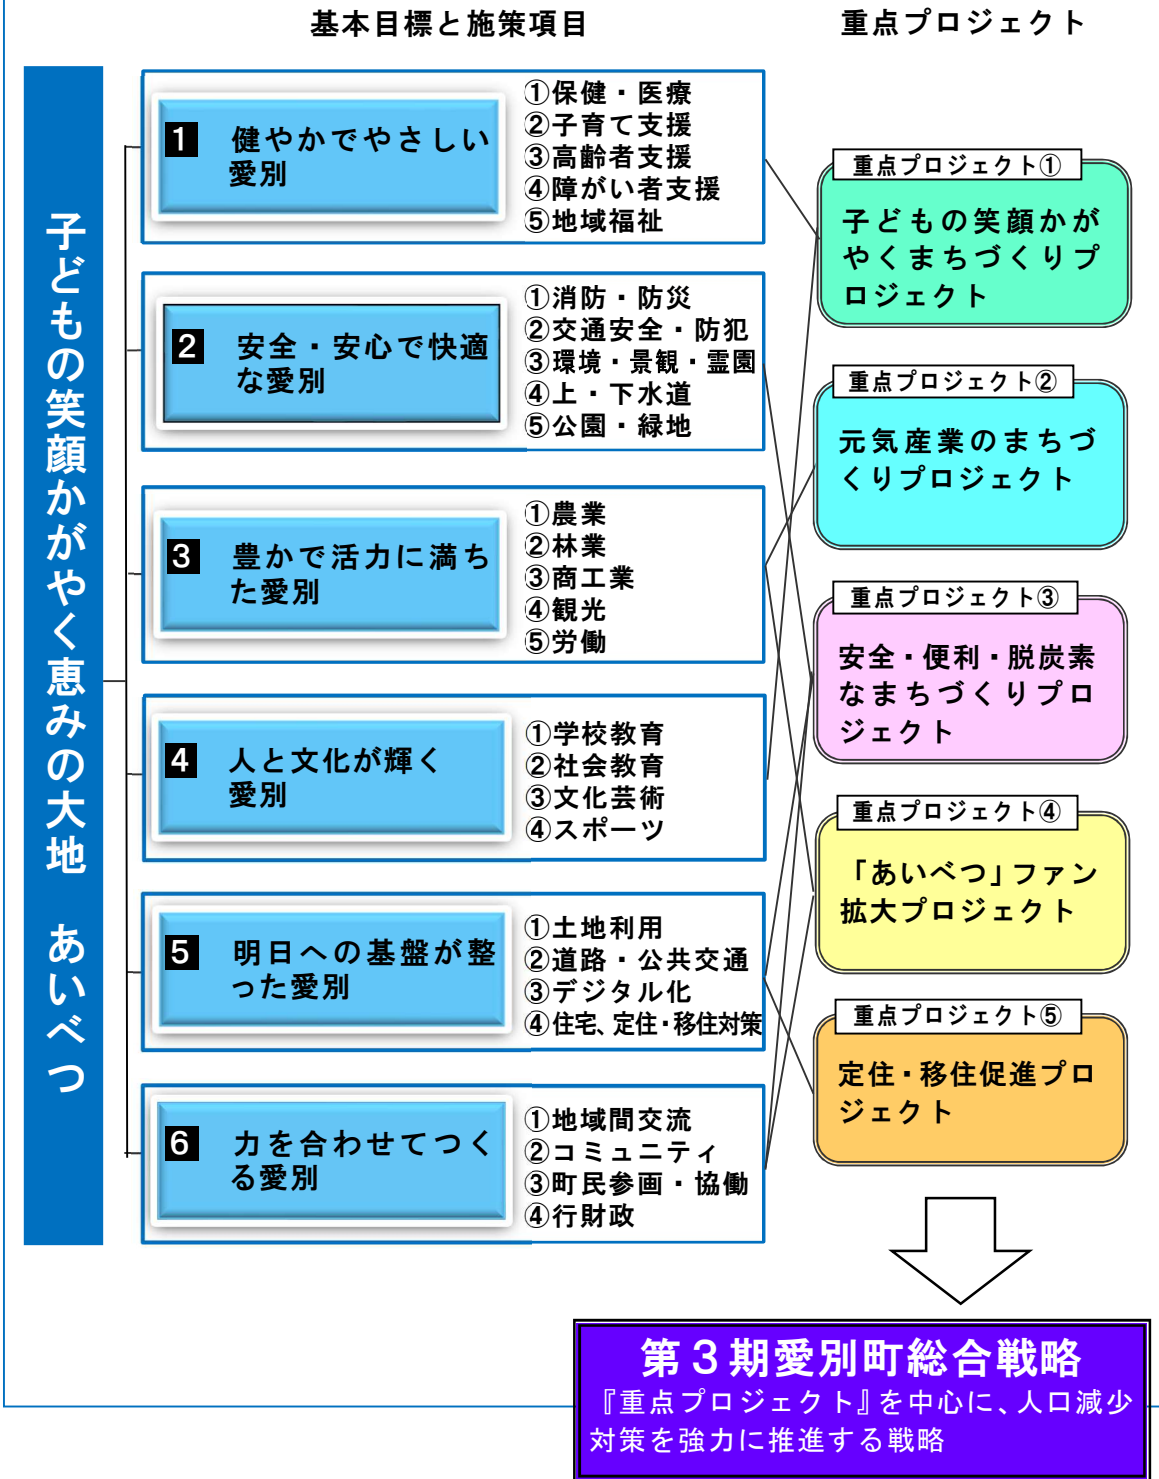 基本目標と施策項目
重点プロジェクト
子どもの笑顔かがやく恵みの大地　あいべつ
1 健やかでやさしい
愛別
①保健・医療
②子育て支援
③高齢者支援
④障がい者支援
⑤地域福祉
2 安全・安心で快適
な愛別
①消防・防災
②交通安全・防犯
③環境・景観・霊園
④上・下水道
⑤公園・緑地
3 豊かで活力に満ち
た愛別
①農業
②林業
③商工業
④観光
⑤労働
4 人と文化が輝く
愛別
①学校教育
②社会教育
③文化芸術
④スポーツ
5 明日への基盤が整
った愛別
①土地利用
②道路・公共交通
③デジタル化
④住宅、定住・移住対策
6 力を合わせてつく
る愛別
①地域間交流
②コミュニティ
③町民参画・協働
④行財政
重点プロジェクト①
子どもの笑顔かが
やくまちづくりプ
ロジェクト
重点プロジェクト②
元気産業のまちづ
くりプロジェクト
重点プロジェクト③
安全・便利・脱炭素
なまちづくりプロ
ジェクト
重点プロジェクト④
「あいべつ」ファン
拡大プロジェクト
重点プロジェクト⑤
定住・移住促進プロ
ジェクト
第３期愛別町総合戦略
『重点プロジェクト』を中心に、人口減少
対策を強力に推進する戦略